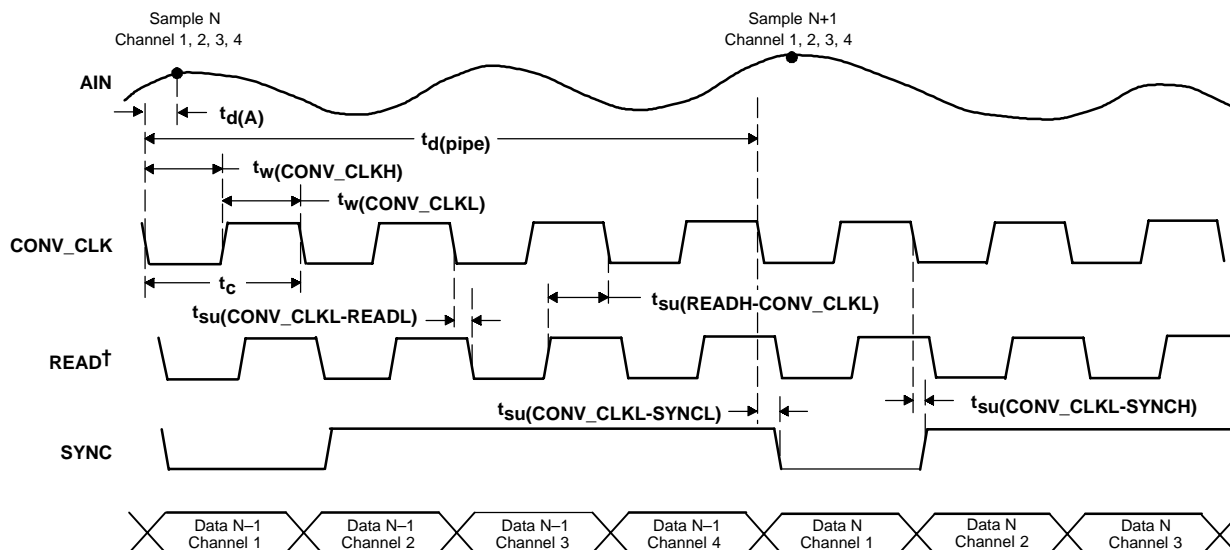 Sample N
Channel 1, 2, 3, 4
Sample N+1
Channel 1, 2, 3, 4
AIN
td(A)
td(pipe)
tw(CONV_CLKH)
tw(CONV_CLKL)
CONV_CLK
tc
tsu(CONV_CLKL-READL)
tsu(READH-CONV_CLKL)
READ†
tsu(CONV_CLKL-SYNCL)
tsu(CONV_CLKL-SYNCH)
SYNC
Data N–1
Channel 1
Data N–1
Channel 2
Data N–1
Channel 3
Data N–1
Channel 4
Data N
Channel 1
Data N
Channel 2
Data N
Channel 3